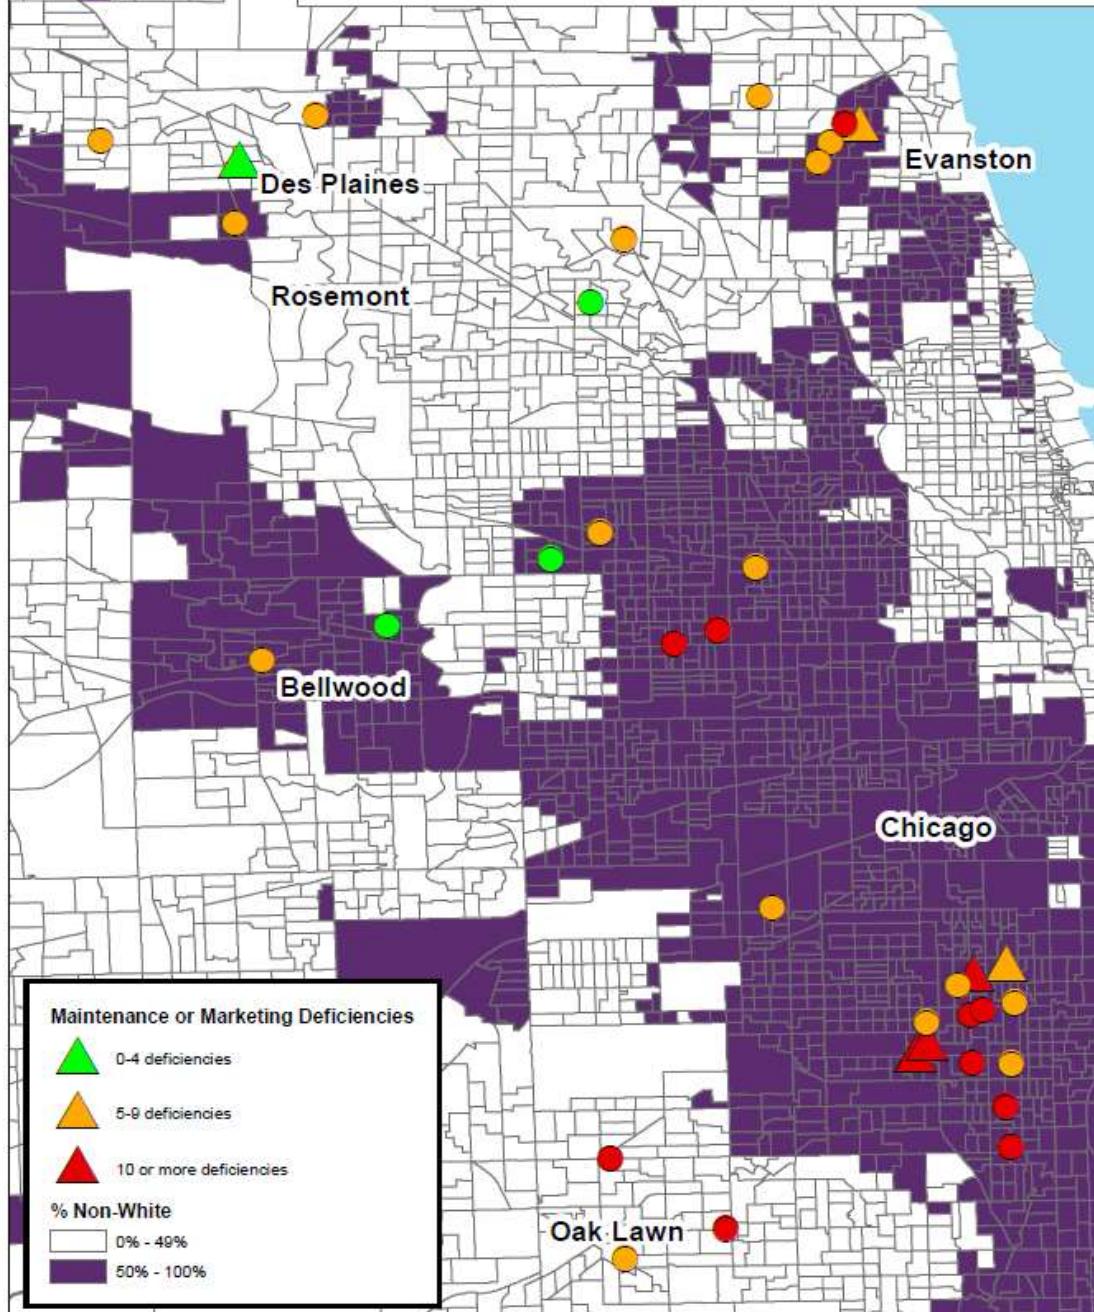 Evanston
Des Plaines
Rosemont
Bellwood
Chicago
Oak Lawn
Maintenance or Marketing Deficiencies
0-4 deficiencies
5-9 deficiencies
10 or more deficiencies
% Non-White
0% - 49%
50% - 100%